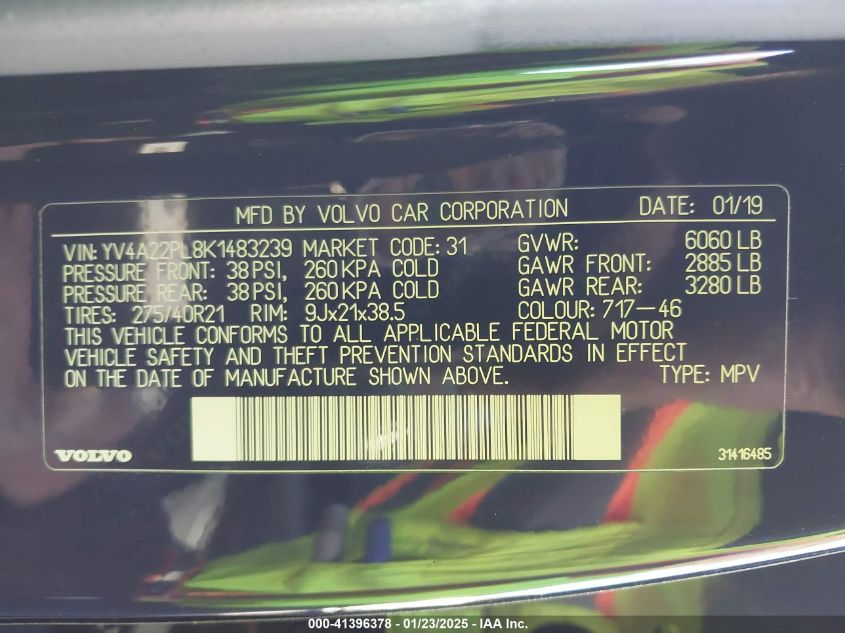 MFD BY VOLVO CAR CORPORATION DATE: 01/19
VIN: YV4A22PL8K1483239 MARKET CODE: 31 GVWR: 6060 LB
PRESSURE FRONT: 38 PSI, 260 KPA COLD GAWR FRONT: 2885 LB
PRESSURE REAR: 38 PSI, 260 KPA COLD GAWR REAR: 3280 LB
TIRES: 275/40R21 RIM: 9Jx21x38.5 COLOUR: 717-46
THIS VEHICLE CONFORMS TO ALL APPLICABLE FEDERAL MOTOR
VEHICLE SAFETY AND THEFT PREVENTION STANDARDS IN EFFECT
ON THE DATE OF MANUFACTURE SHOWN ABOVE. TYPE: MPV
VOLVO 31416485
000-41396378 - 01/23/2025 - IAA Inc.